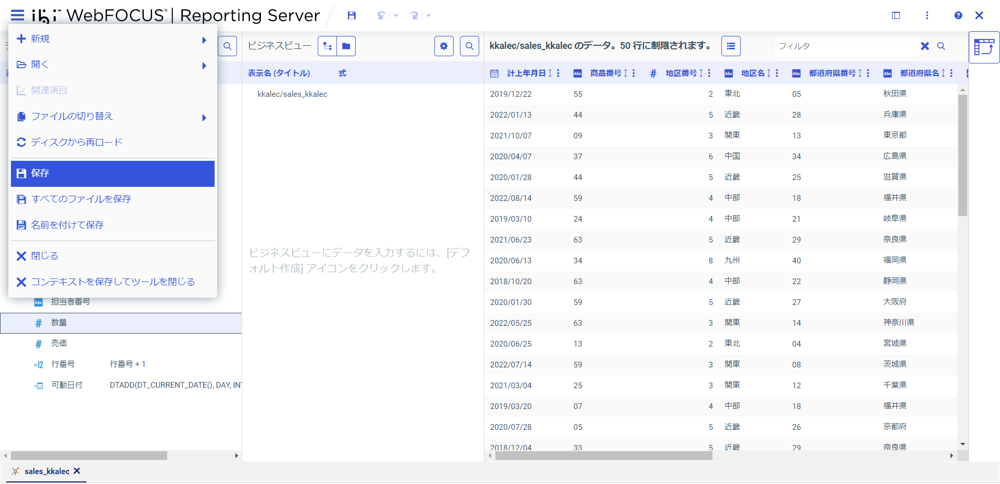 ibi™ WebFOCUS® | Reporting Server
新規
開く
関連項目
ファイルの切り替え
ディスクから再ロード
保存
すべてのファイルを保存
名前を付けて保存
閉じる
コンテキストを保存してツールを閉じる
担当者番号
数量
売価
行番号 行番号 + 1
可動日付 DTADD(DT_CURRENT_DATE(), DAY, INT
ビジネスビュー
表示名 (タイトル) 式
kkalec/sales_kkalec
ビジネスビューにデータを入力するには、[デフ
ォルト作成] アイコンをクリックします。
kkalec/sales_kkalec のデータ。50 行に制限されます。 フィルタ
計上年月日 Abc 商品番号 # 地区番号 Abc 地区名 Abc 都道府県番号 Abc 都道府県名
2019/12/22 55 2 東北 05 秋田県
2022/01/13 44 5 近畿 28 兵庫県
2021/10/07 09 3 関東 13 東京都
2020/04/07 37 6 中国 34 広島県
2020/01/28 44 5 近畿 25 滋賀県
2022/08/14 59 4 中部 18 福井県
2019/03/10 24 4 中部 21 岐阜県
2021/06/23 63 5 近畿 29 奈良県
2020/06/13 34 8 九州 40 福岡県
2018/10/20 63 4 中部 22 静岡県
2020/01/30 59 5 近畿 27 大阪府
2022/05/25 63 3 関東 14 神奈川県
2020/06/25 13 2 東北 04 宮城県
2022/07/14 59 3 関東 08 茨城県
2021/03/04 25 3 関東 12 千葉県
2019/03/20 07 4 中部 18 福井県
2020/07/28 05 5 近畿 26 京都府
2018/12/04 33 5 近畿 29 奈良県
sales_kkalec